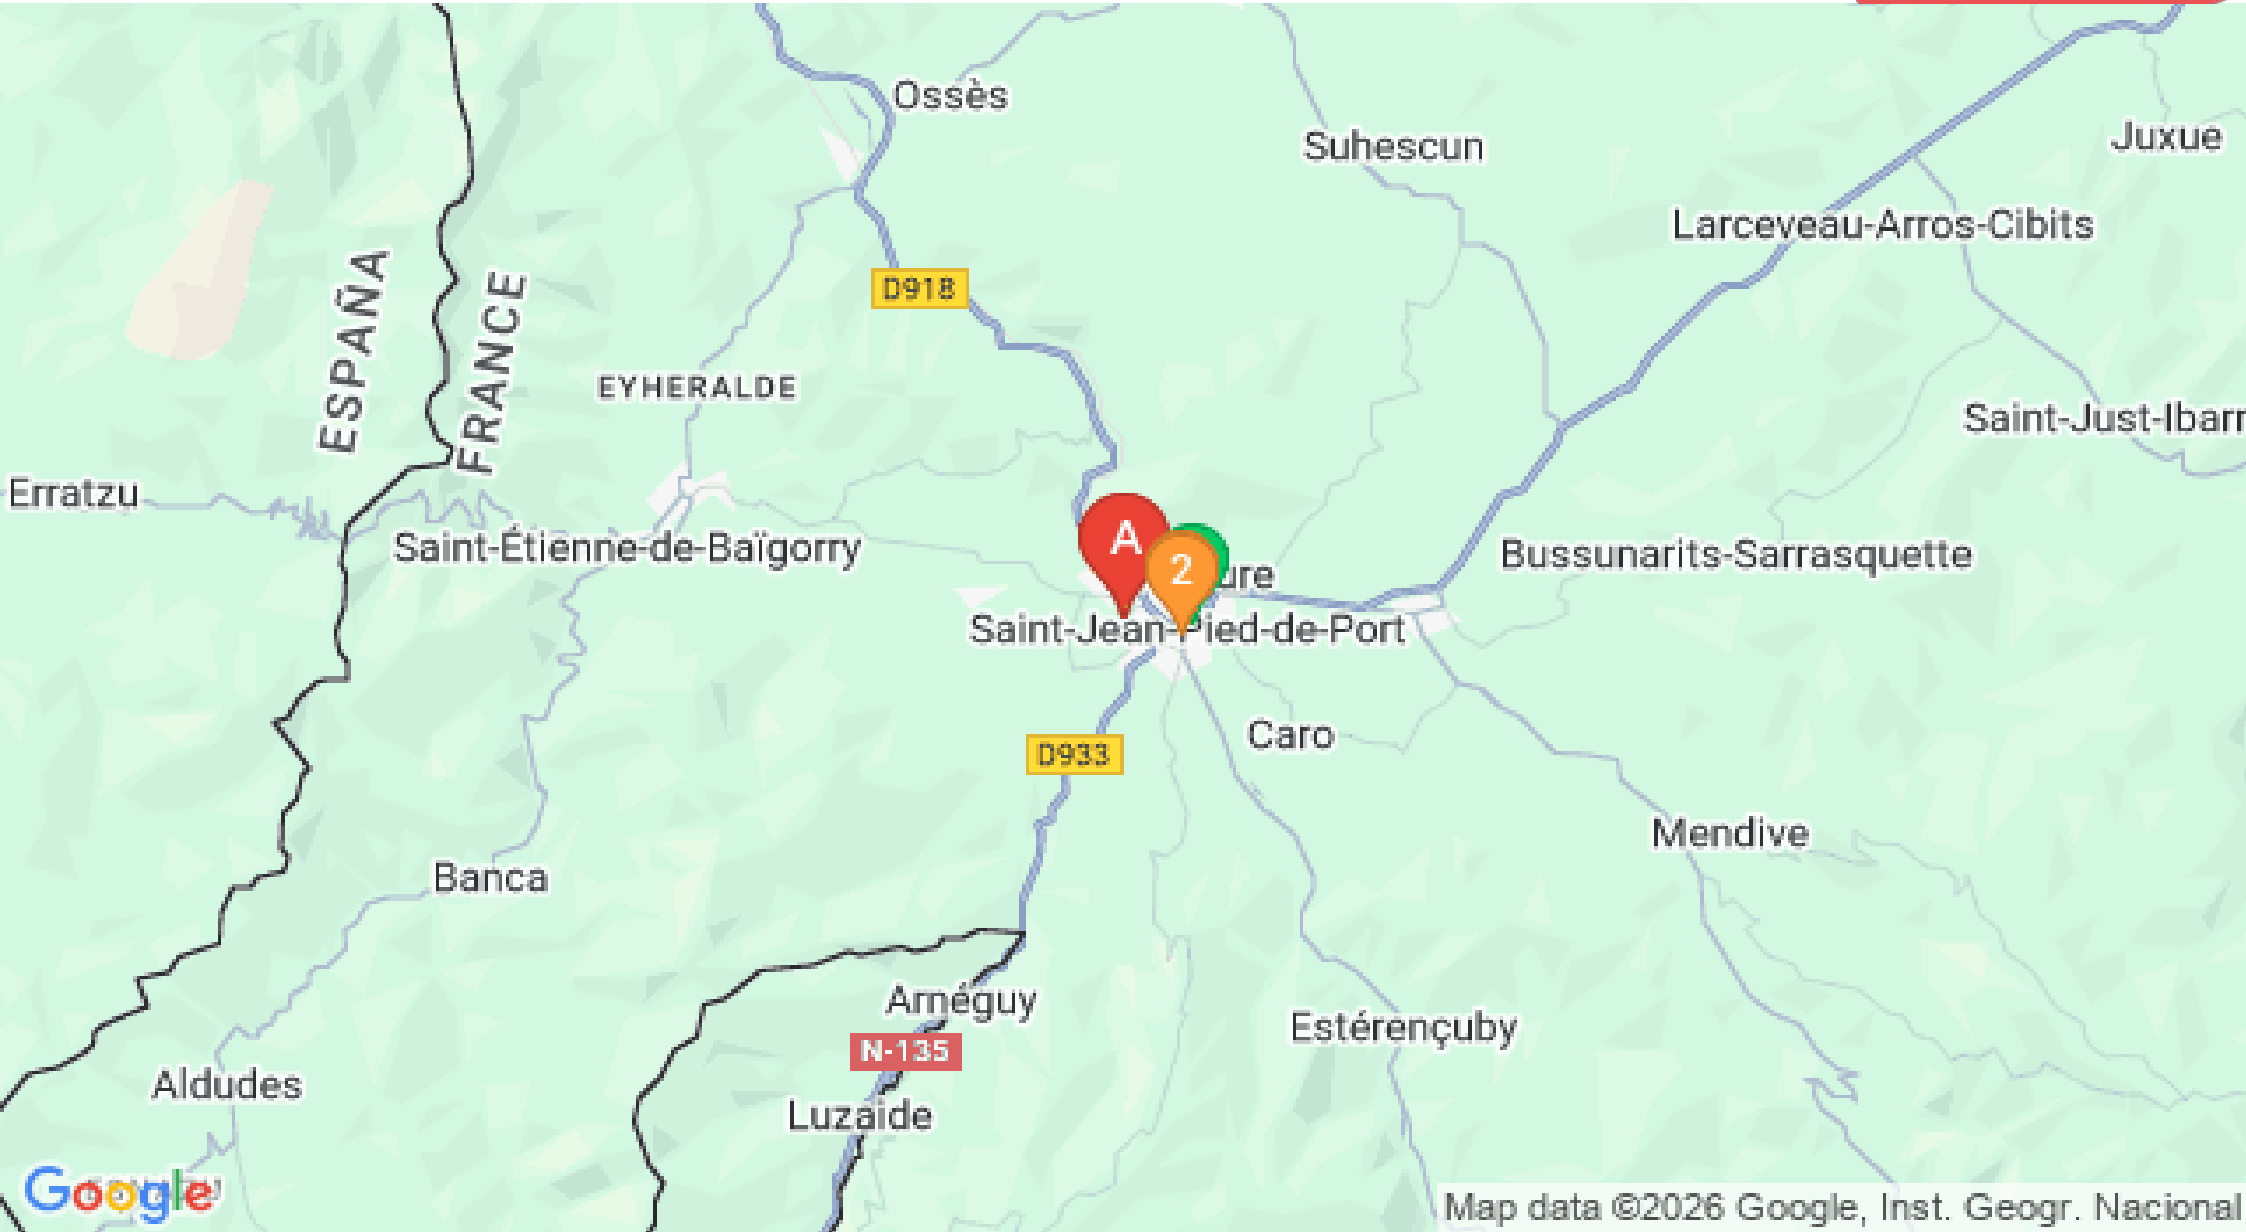 Ossès
Suhescun
Juxue
Larceveau-Arros-Cibits
D918
ESPAÑA
FRANCE
EYHERALDE
Saint-Just-Ibarr
Erratzu
Saint-Étienne-de-Baïgorry
A
2
ure
Bussunarits-Sarrasquette
Saint-Jean-Pied-de-Port
Caro
D933
Mendive
Banca
Arnéguy
Estérençuby
N-135
Aldudes
Luzaide
Google
Map data ©2026 Google, Inst. Geogr. Nacional